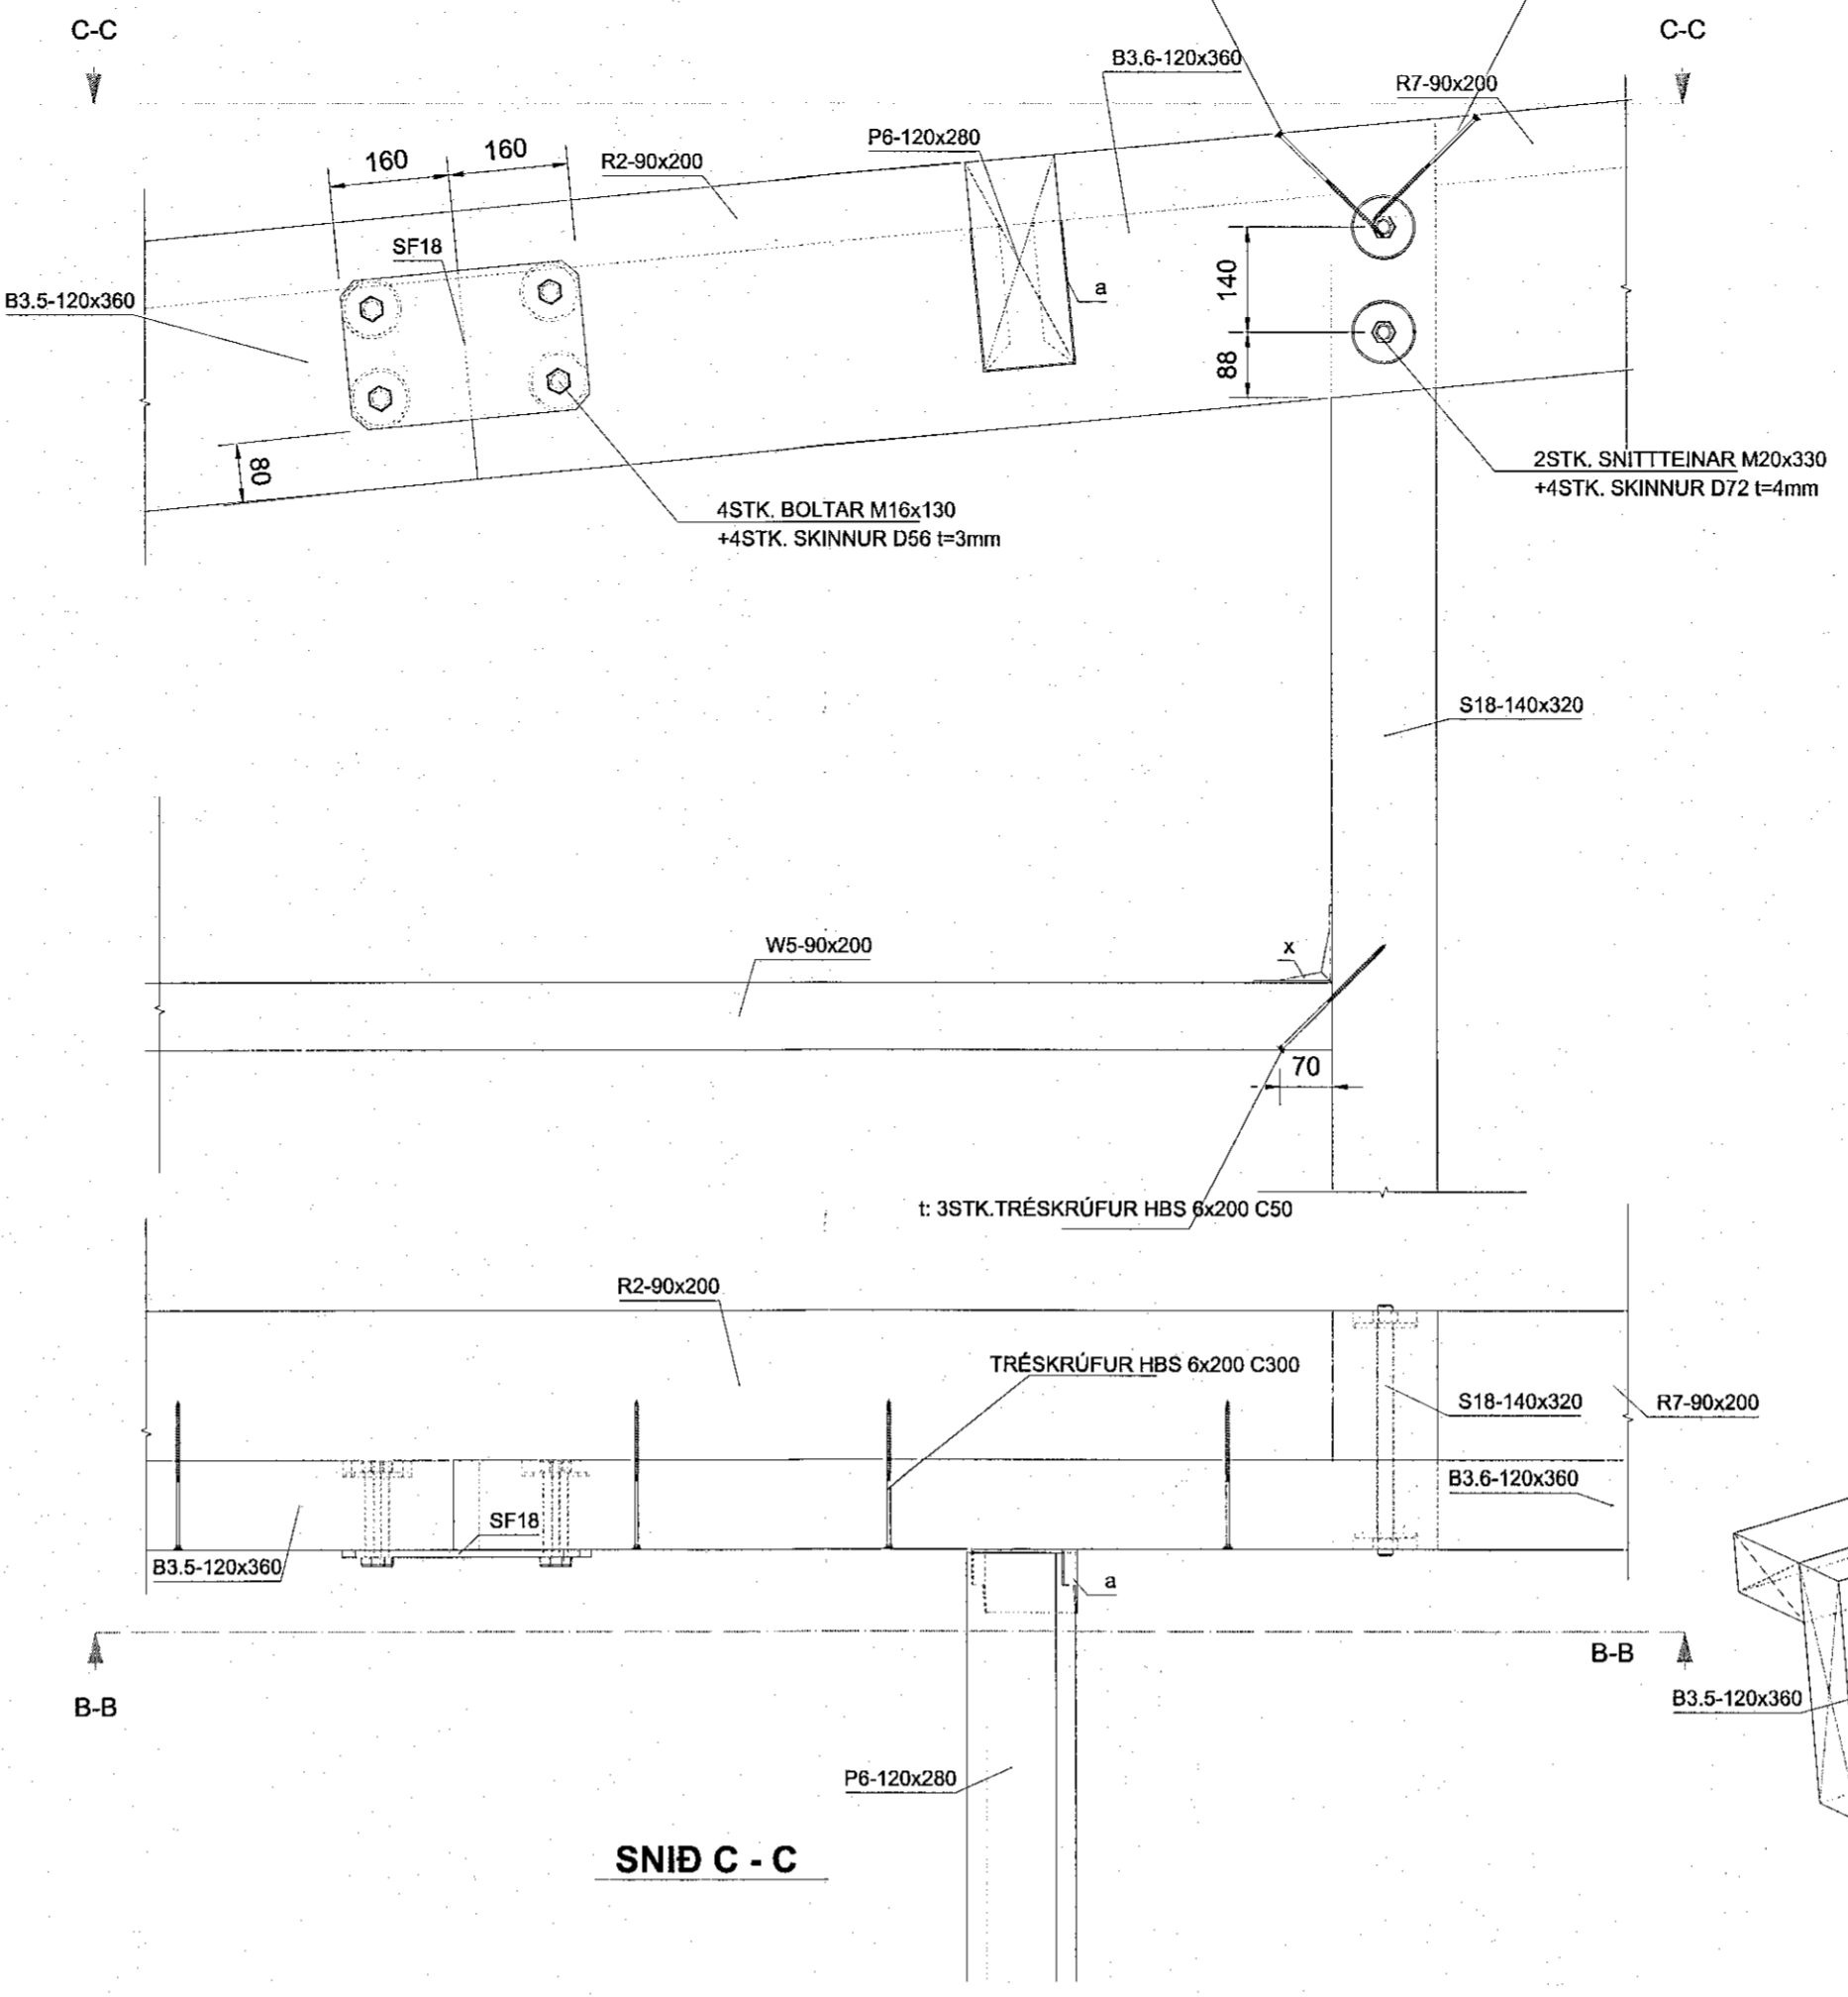 C-C
C-C
B3.6-120x360
R7-90x200
P6-120x280
160
160
R2-90x200
SF18
B3.5-120x360
a
140
88
80
2STK. SNITTTEINAR M20x330
+4STK. SKINNUR D72 t=4mm
4STK. BOLTAR M16x130
+4STK. SKINNUR D56 t=3mm
S18-140x320
W5-90x200
x
70
t: 3STK.TRÉSKRÚFUR HBS 6x200 C50
R2-90x200
TRÉSKRÚFUR HBS 6x200 C300
S18-140x320
R7-90x200
B3.6-120x360
SF18
B3.5-120x360
a
B-B
B-B
B3.5-120x360
P6-120x280
SNIÐ C - C